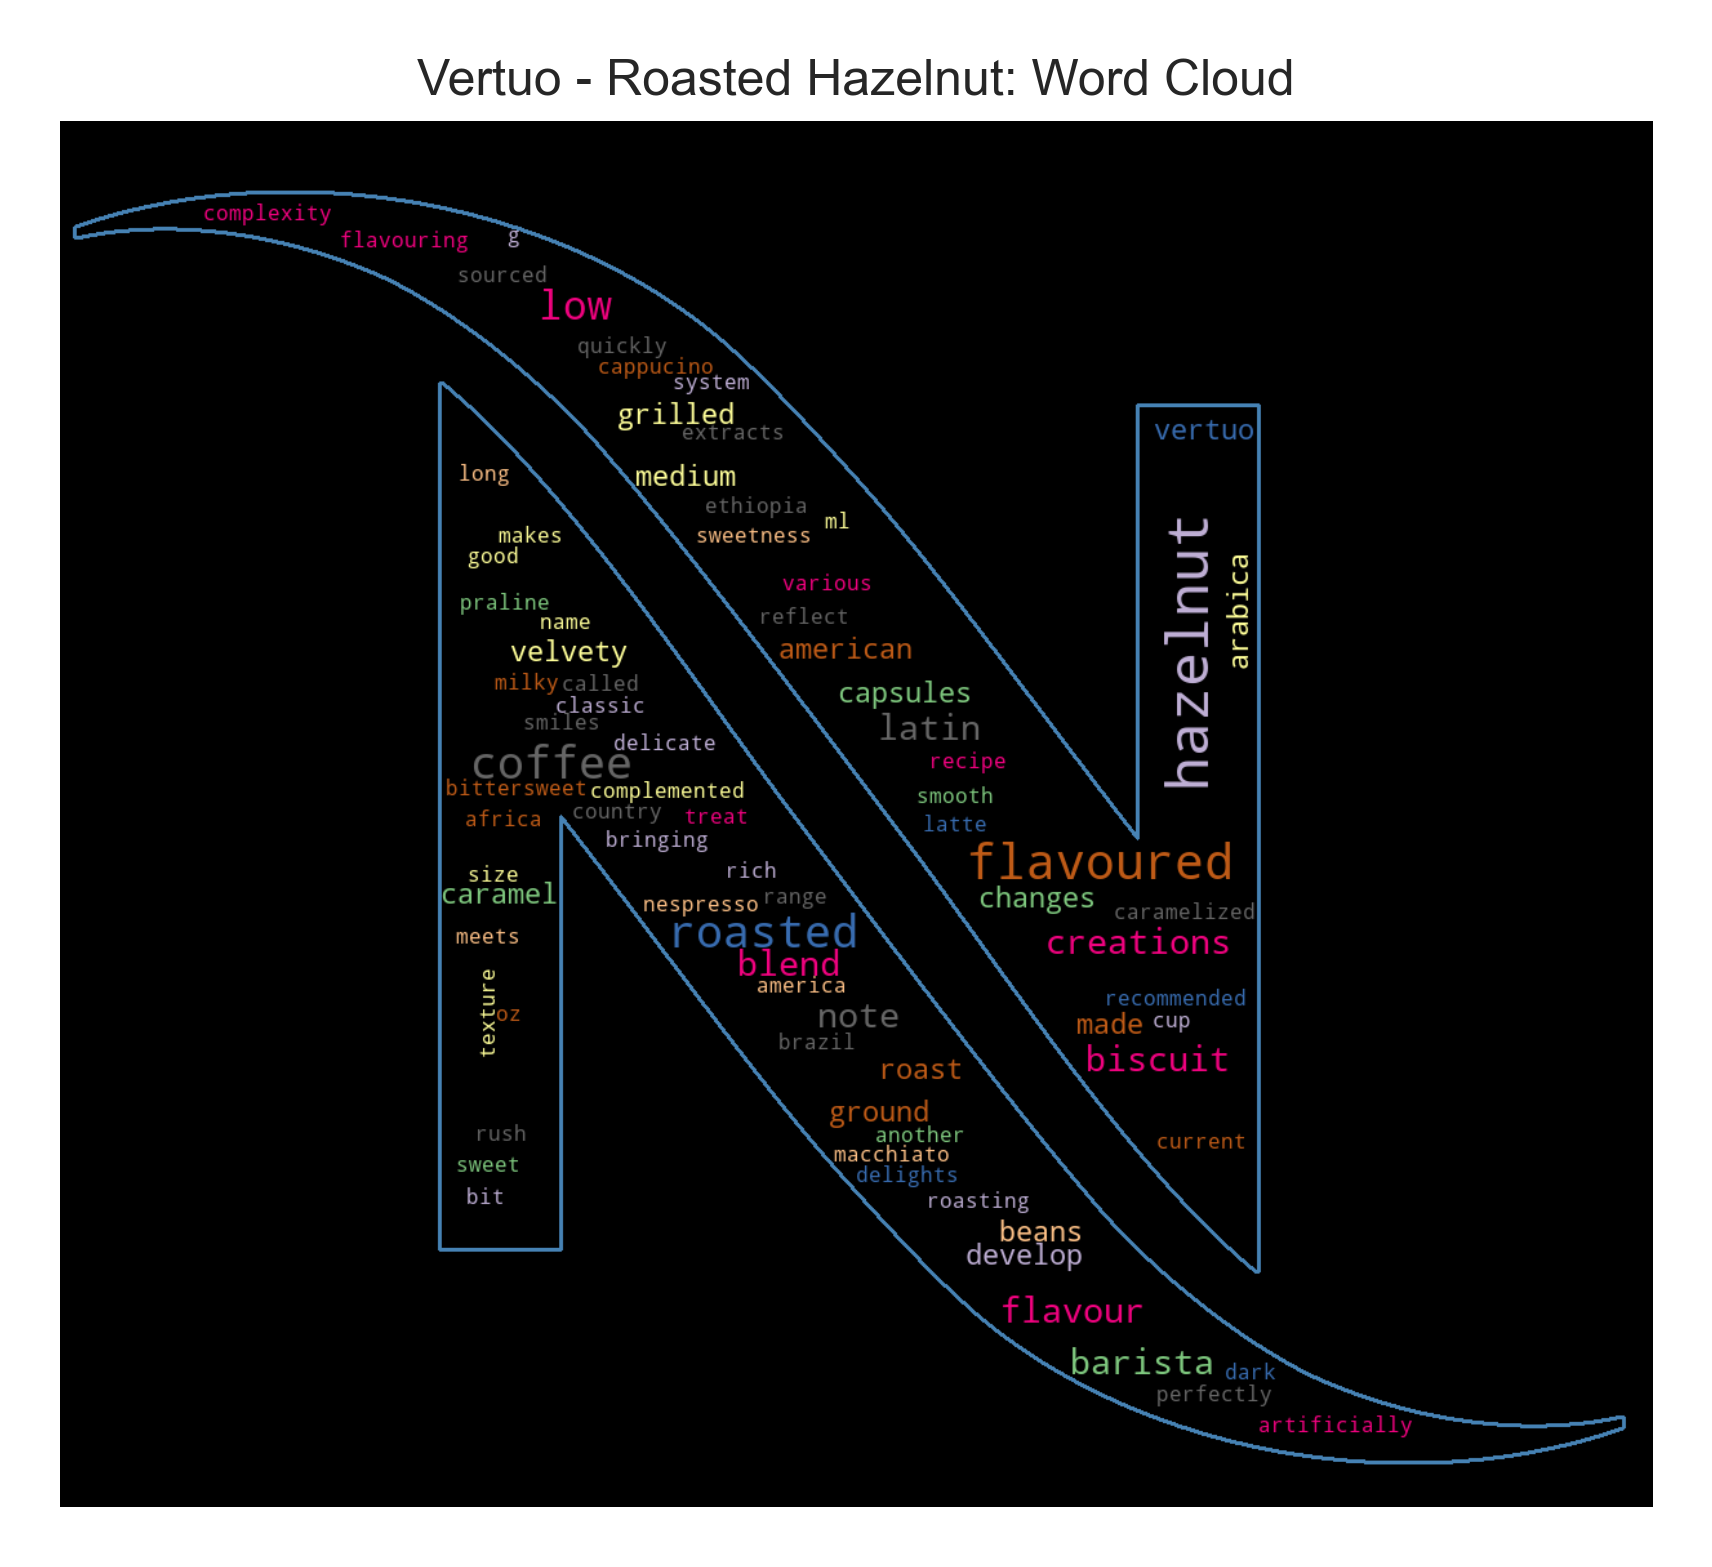 Vertuo - Roasted Hazelnut: Word Cloud
complexity
flavouring
g
sourced
low
quickly
cappucino
system
grilled
extracts
vertuo
long
medium
ethiopia
ml
makes
sweetness
good
hazelnut
arabica
various
praline
reflect
name
american
velvety
milky
called
capsules
classic
smiles
latin
delicate
coffee
recipe
bittersweet
complemented
smooth
country
treat
africa
latte
bringing
flavoured
rich
size
caramel
range
changes
nespresso
caramelized
roasted
meets
creations
blend
america
texture
recommended
oz
note
made
cup
brazil
biscuit
roast
ground
rush
another
current
macchiato
sweet
delights
bit
roasting
beans
develop
flavour
barista
dark
perfectly
artificially